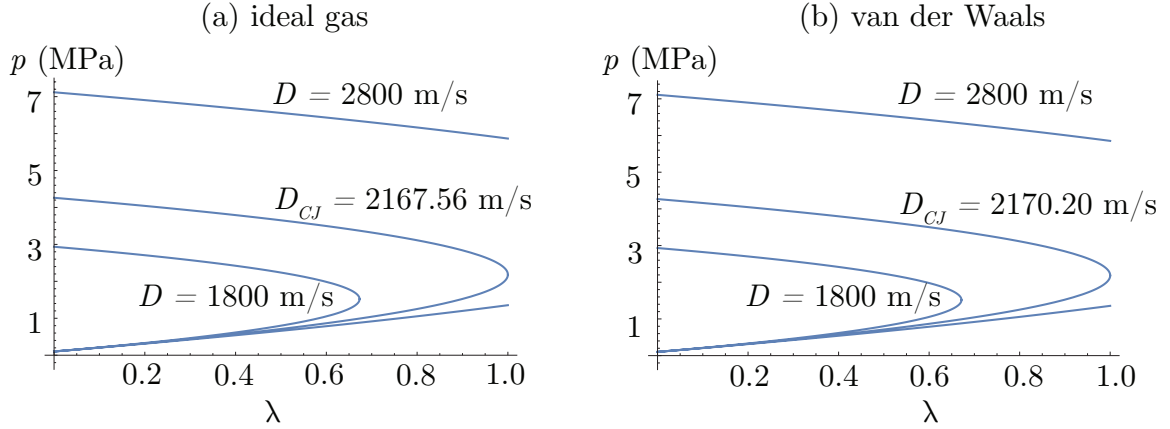 (a) ideal gas
p (MPa)
7
5
3
1
D = 2800 m/s
D_CJ = 2167.56 m/s
D = 1800 m/s
0.2 0.4 0.6 0.8 1.0
λ
(b) van der Waals
p (MPa)
7
5
3
1
D = 2800 m/s
D_CJ = 2170.20 m/s
D = 1800 m/s
0.2 0.4 0.6 0.8 1.0
λ